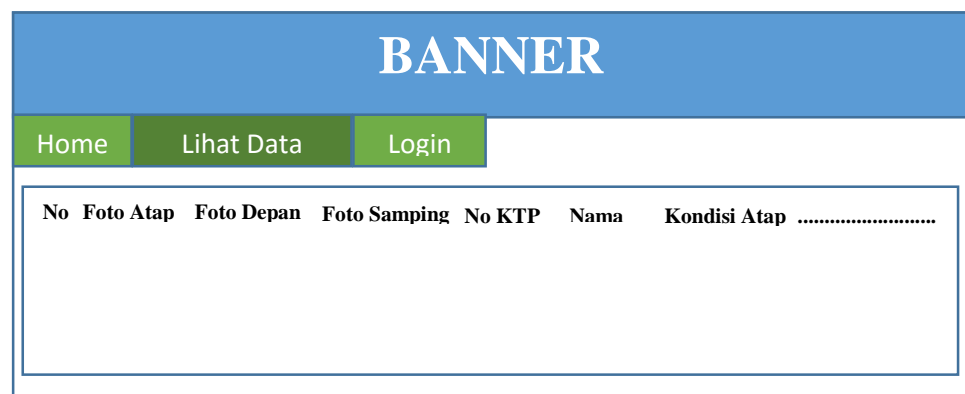 BANNER
Home Lihat Data Login
No Foto Atap Foto Depan Foto Samping No KTP Nama Kondisi Atap ..........................